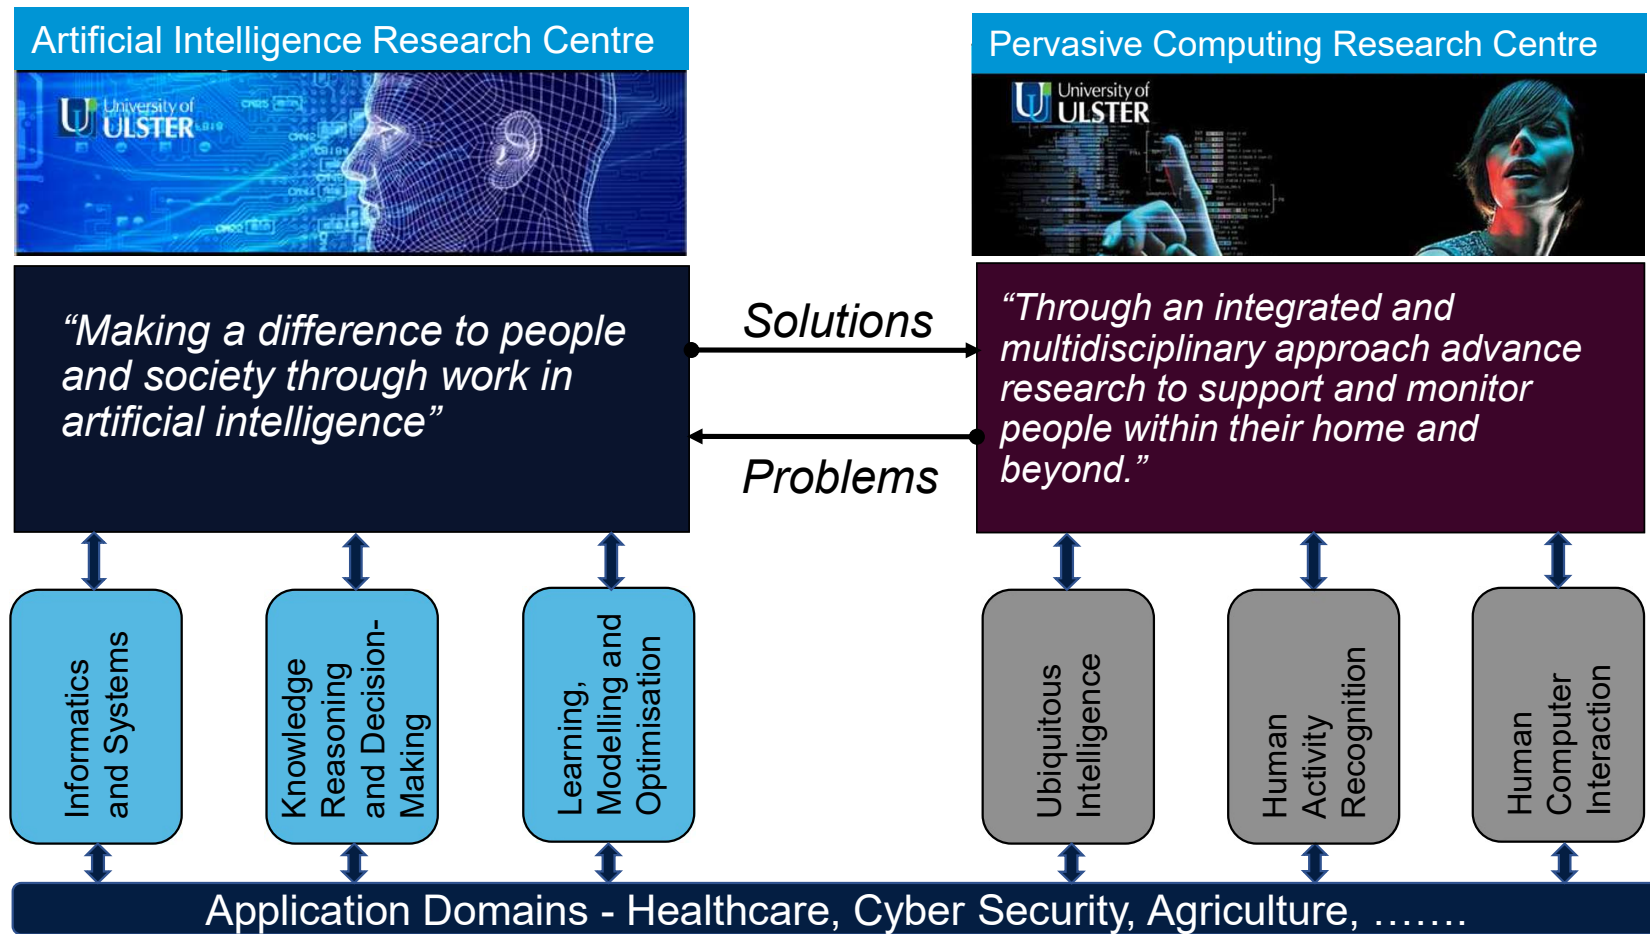 Artificial Intelligence Research Centre
University of
ULSTER
Pervasive Computing Research Centre
University of
ULSTER
“Making a difference to people
and society through work in
artificial intelligence”
Solutions
Problems
“Through an integrated and
multidisciplinary approach advance
research to support and monitor
people within their home and
beyond.”
Informatics
and Systems
Knowledge
Reasoning
and Decision-
Making
Learning,
Modelling and
Optimisation
Ubiquitous
Intelligence
Human
Activity
Recognition
Human
Computer
Interaction
Application Domains - Healthcare, Cyber Security, Agriculture, …….